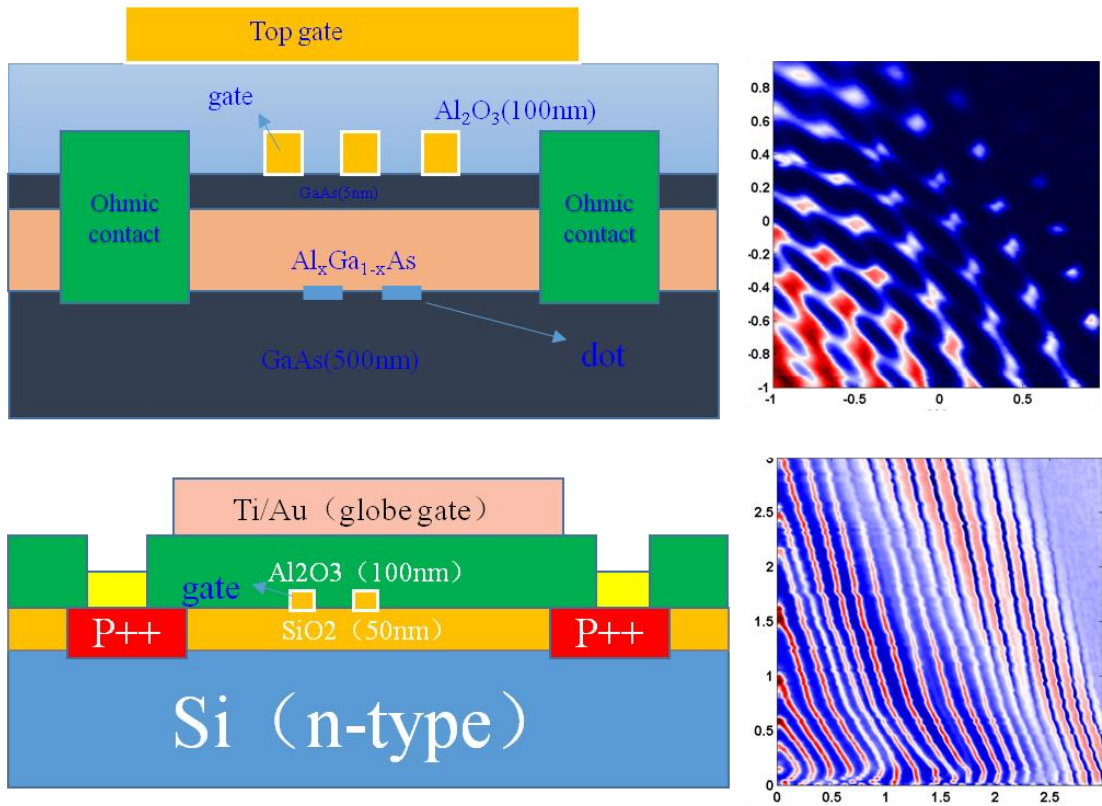 Top gate
gate
Al₂O₃(100nm)
GaAs(5nm)
Ohmic
contact
Ohmic
contact
AlₓGa₁₋ₓAs
GaAs(500nm)
dot
0.8
0.6
0.4
0.2
0
-0.2
-0.4
-0.6
-0.8
-1
-1
-0.5
0
0.5
Ti/Au（globe gate）
Al2O3（100nm）
gate
SiO2（50nm）
P++
P++
Si（n-type）
3
2.5
2
1.5
1
0.5
0
0
0.5
1
1.5
2
2.5